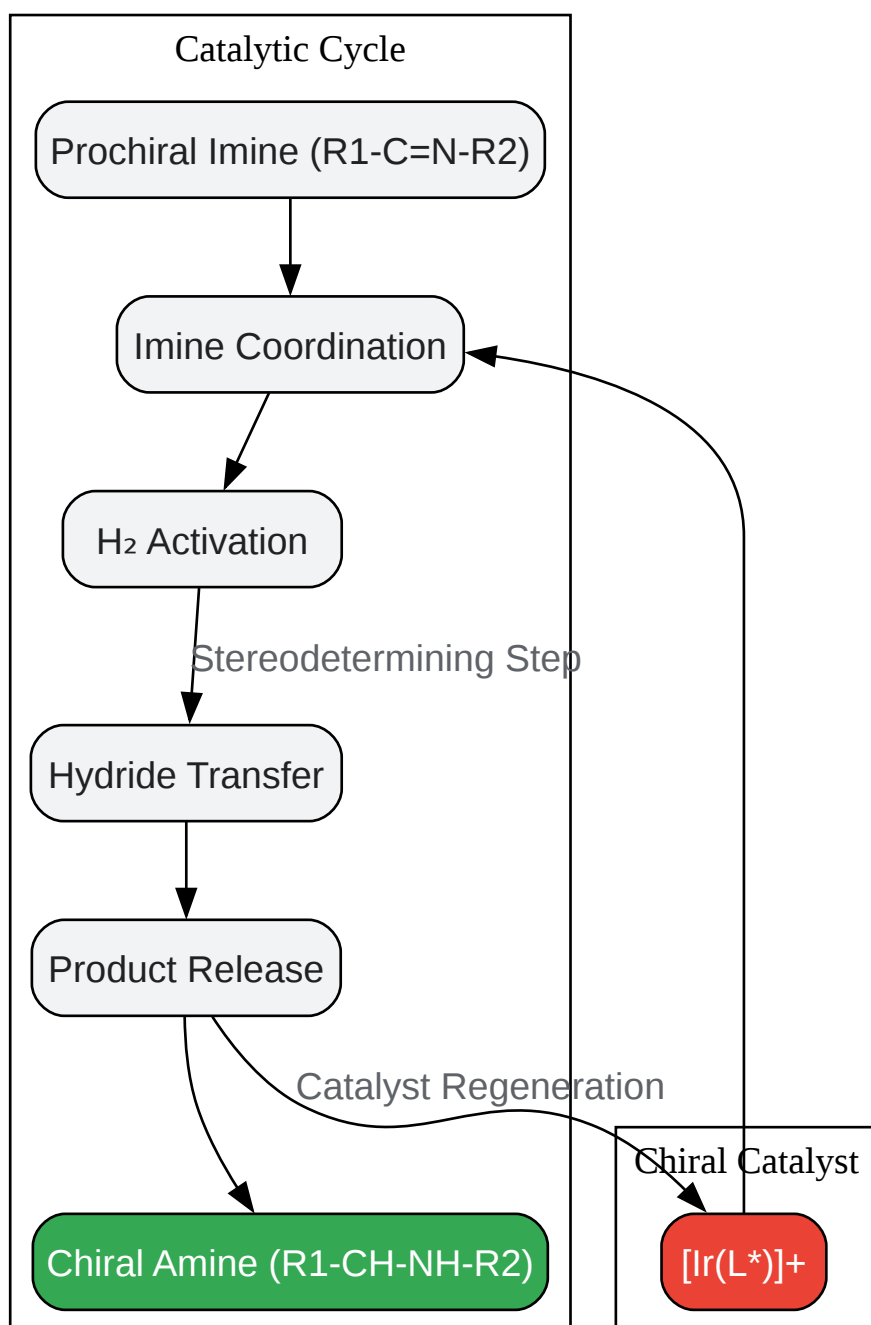 Catalytic Cycle
Prochiral Imine (R1-C=N-R2)
Imine Coordination
H₂ Activation
Stereodetermining Step
Hydride Transfer
Product Release
Catalyst Regeneration
Chiral Catalyst
Chiral Amine (R1-CH-NH-R2)
[Ir(L*)]+